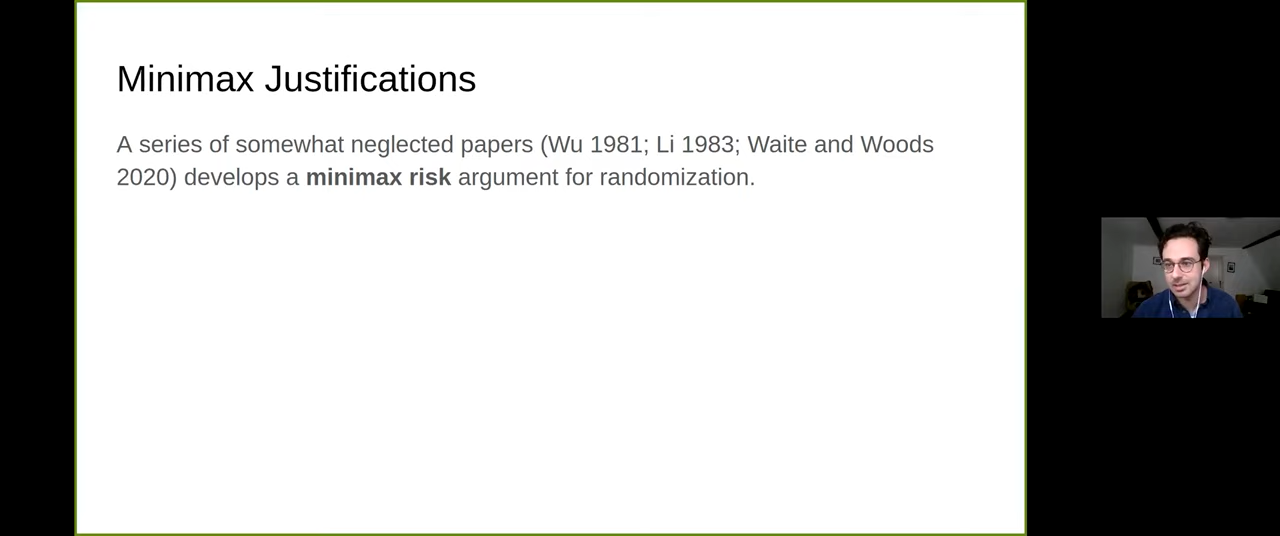 Minimax Justifications
A series of somewhat neglected papers (Wu 1981; Li 1983; Waite and Woods
2020) develops a minimax risk argument for randomization.